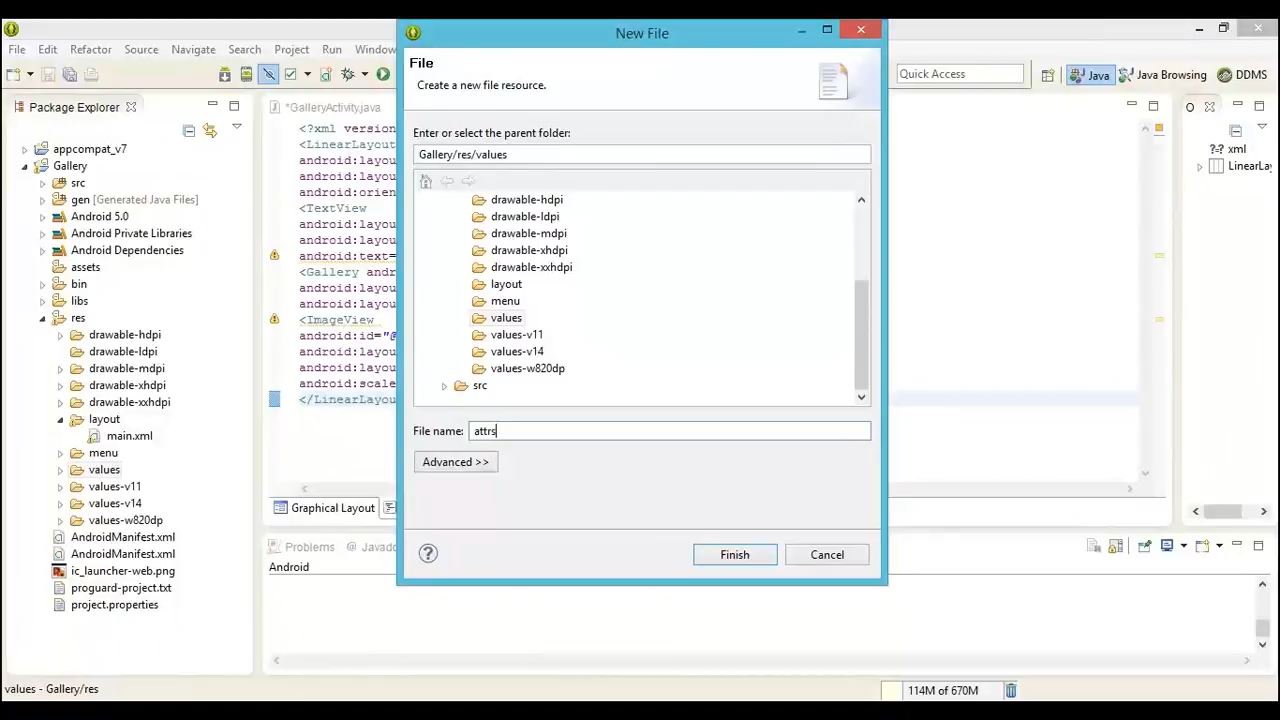 New File
File Edit Refactor Source Navigate Search Project Run Window
File
Create a new file resource.
Quick Access
Java
Java Browsing
DDMS
Package Explorer
appcompat_v7
Gallery
src
gen [Generated Java Files]
Android 5.0
Android Private Libraries
Android Dependencies
assets
bin
libs
res
drawable-hdpi
drawable-ldpi
drawable-mdpi
drawable-xhdpi
drawable-xxhdpi
layout
main.xml
menu
values
values-v11
values-v14
values-w820dp
AndroidManifest.xml
AndroidManifest.xml
ic_launcher-web.png
proguard-project.txt
project.properties
*GalleryActivity.java
<?xml version
<LinearLayout
android:layou
android:layou
android:orien
<TextView
android:layou
android:layou
android:text=
<Gallery andr
android:layou
android:layou
<ImageView
android:id="@
android:layou
android:layou
android:scale
</LinearLayou
Graphical Layout
Enter or select the parent folder:
Gallery/res/values
drawable-hdpi
drawable-ldpi
drawable-mdpi
drawable-xhdpi
drawable-xxhdpi
layout
menu
values
values-v11
values-v14
values-w820dp
src
File name: attrs
Advanced >>
Finish
Cancel
O
?-? xml
LinearLa
Problems @ Javado
Android
values - Gallery/res
114M of 670M